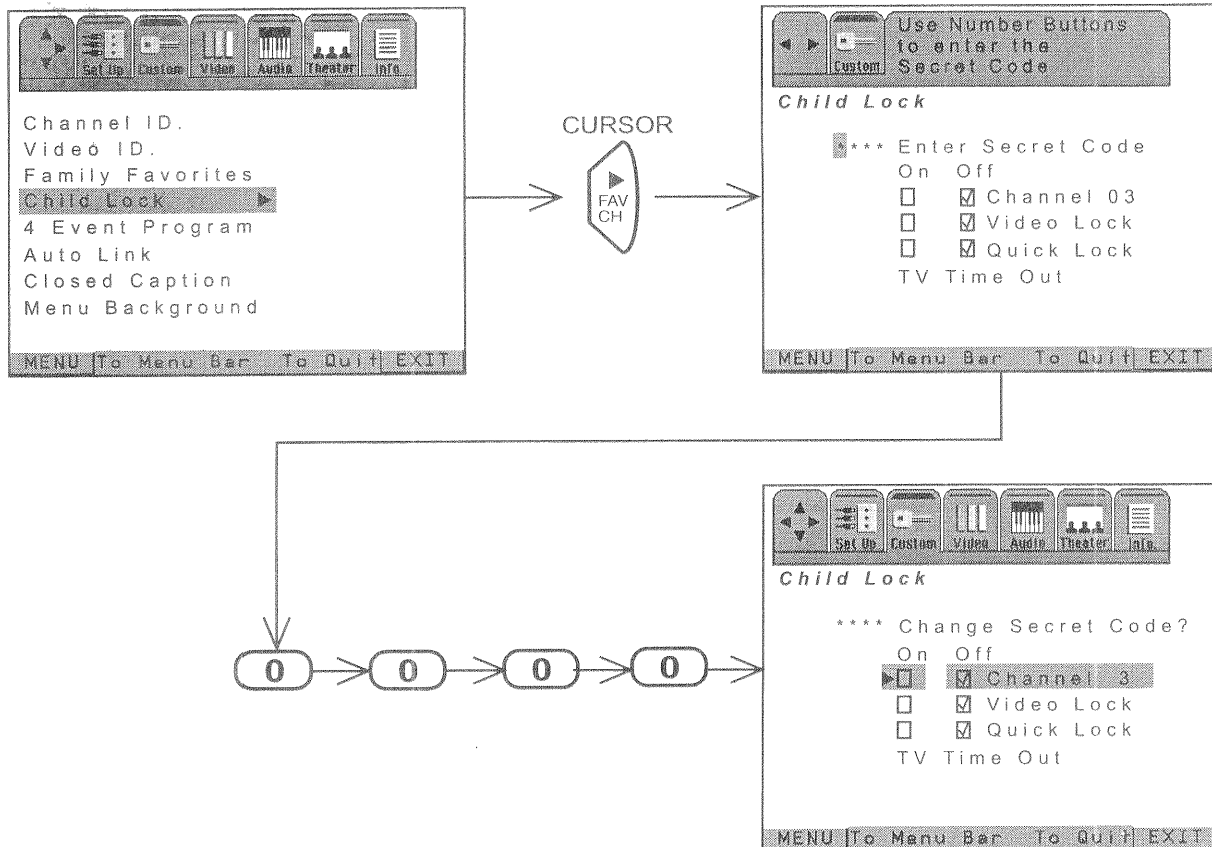 Set Up Custom Video Audio Theater Info
Channel ID.
Video ID.
Family Favorites
Child Lock
4 Event Program
Auto Link
Closed Caption
Menu Background
MENU To Menu Bar To Quit EXIT
CURSOR
FAV
CH
Custom
Use Number Buttons
to enter the
Secret Code
Child Lock
**** Enter Secret Code
On Off
Channel 03
Video Lock
Quick Lock
TV Time Out
MENU To Menu Bar To Quit EXIT
0 0 0 0
Set Up Custom Video Audio Theater Info
Child Lock
**** Change Secret Code?
On Off
Channel 3
Video Lock
Quick Lock
TV Time Out
MENU To Menu Bar To Quit EXIT